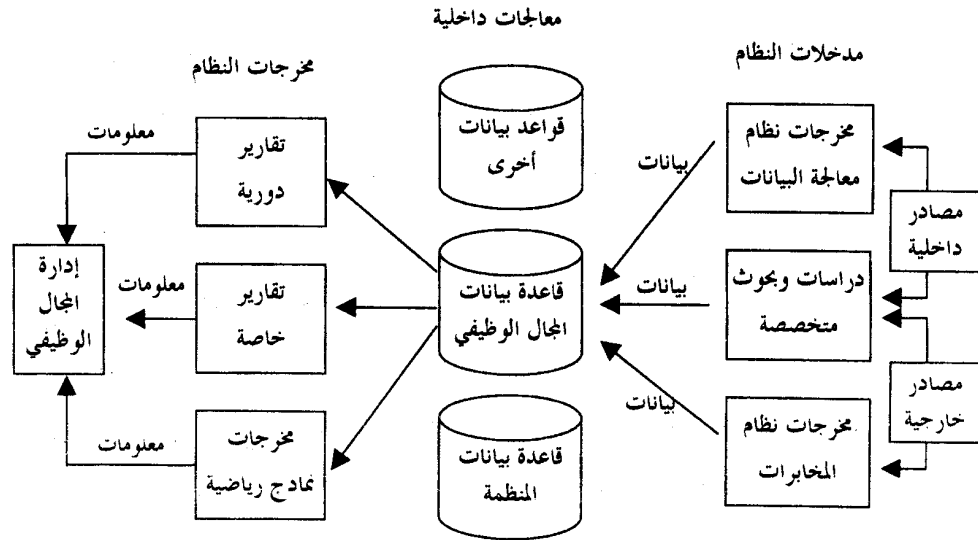 معالجات داخلية
مدخلات النظام
مخرجات النظام
مصادر
داخلية
مصادر
خارجية
مخرجات نظام
معالجة البيانات
دراسات وبحوث
متخصصة
مخرجات نظام
المخابرات
بيانات
بيانات
بيانات
قواعد بيانات
أخرى
قاعدة بيانات
المجال الوظيفي
قاعدة بيانات
المنظمة
تقارير
دورية
تقارير
خاصة
مخرجات
نماذج رياضية
معلومات
معلومات
معلومات
إدارة
المجال
الوظيفي